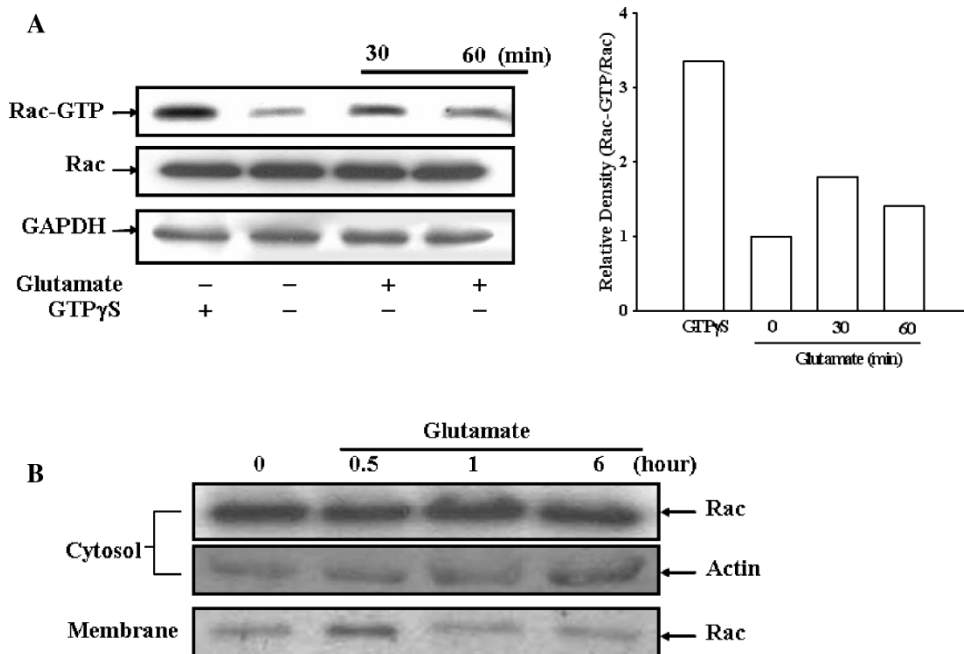 A
30 60 (min)
Rac-GTP
Rac
GAPDH
Glutamate – – + +
GTPγS + – – –
Relative Density (Rac-GTP/Rac)
4
3
2
1
0
GTPγS 0 30 60
Glutamate (min)
B
Glutamate
0 0.5 1 6 (hour)
Cytosol
Rac
Actin
Membrane
Rac